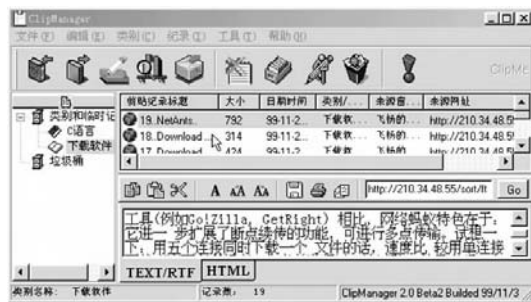 ClipManager
文件(F) 编辑(E) 类别(C) 纪录(R) 工具(T) 帮助(H)
ClipMe
剪贴记录标题 大小 日期时间 类别/... 来源窗... 来源网址
19..NetAnts.. 792 99-11-2... 下载软... 飞杨的... http://210.34.48.5
18..Download... 314 99-11-2... 下载软... 飞杨的... http://210.34.48.5
17..Download 424 99-11-2... 下载软... 飞杨的... http://210.34.48.5
类别和临时记
C语言
下载软件
垃圾桶
http://210.34.48.55/sort/tt Go
工具(例如Go!Zilla, GetRight) 相比, 网络蚂蚁特色在于:
它进一 步扩展了断点续传的功能, 可进行多点传输。试想一
下: 用五个连接同时下载一个 文件的话, 速度比 较用单连接
TEXT/RTF HTML
类别名称: 下载软件 记录数: 19 ClipManager 2.0 Beta2 Builded 99/11/3